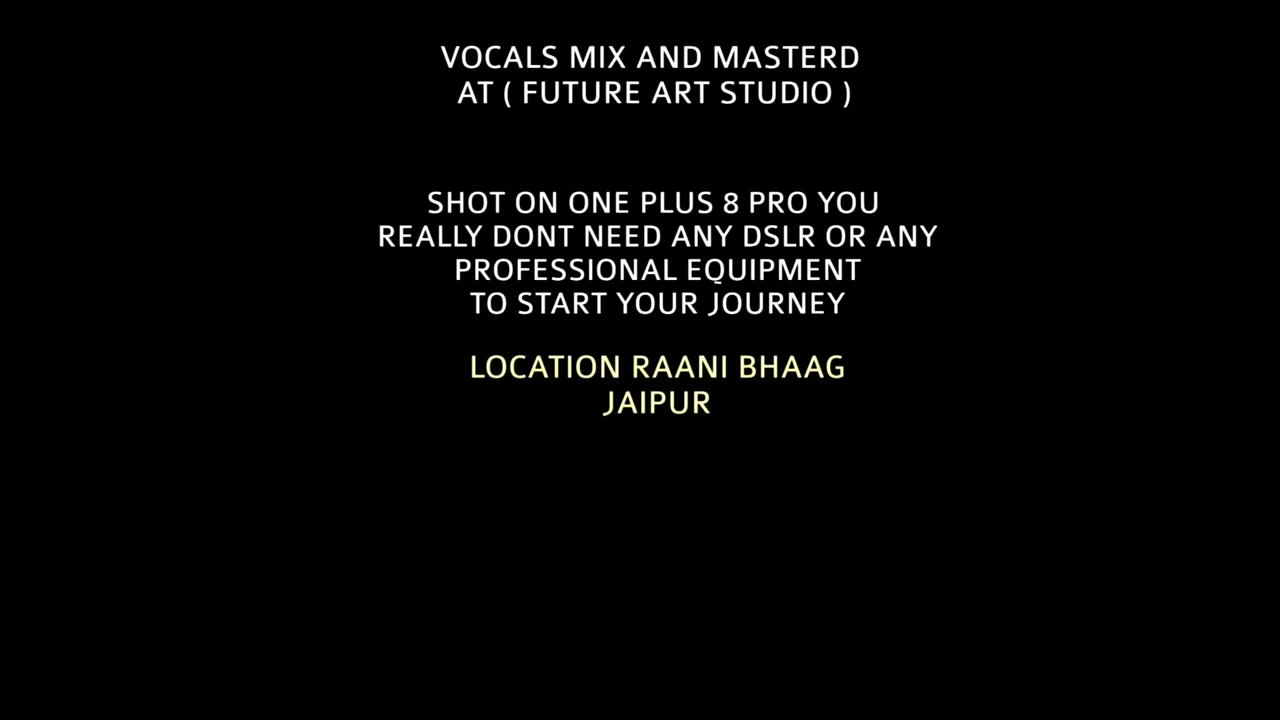 VOCALS MIX AND MASTERD
AT ( FUTURE ART STUDIO )
SHOT ON ONE PLUS 8 PRO YOU
REALLY DONT NEED ANY DSLR OR ANY
PROFESSIONAL EQUIPMENT
TO START YOUR JOURNEY
LOCATION RAANI BHAAG
JAIPUR